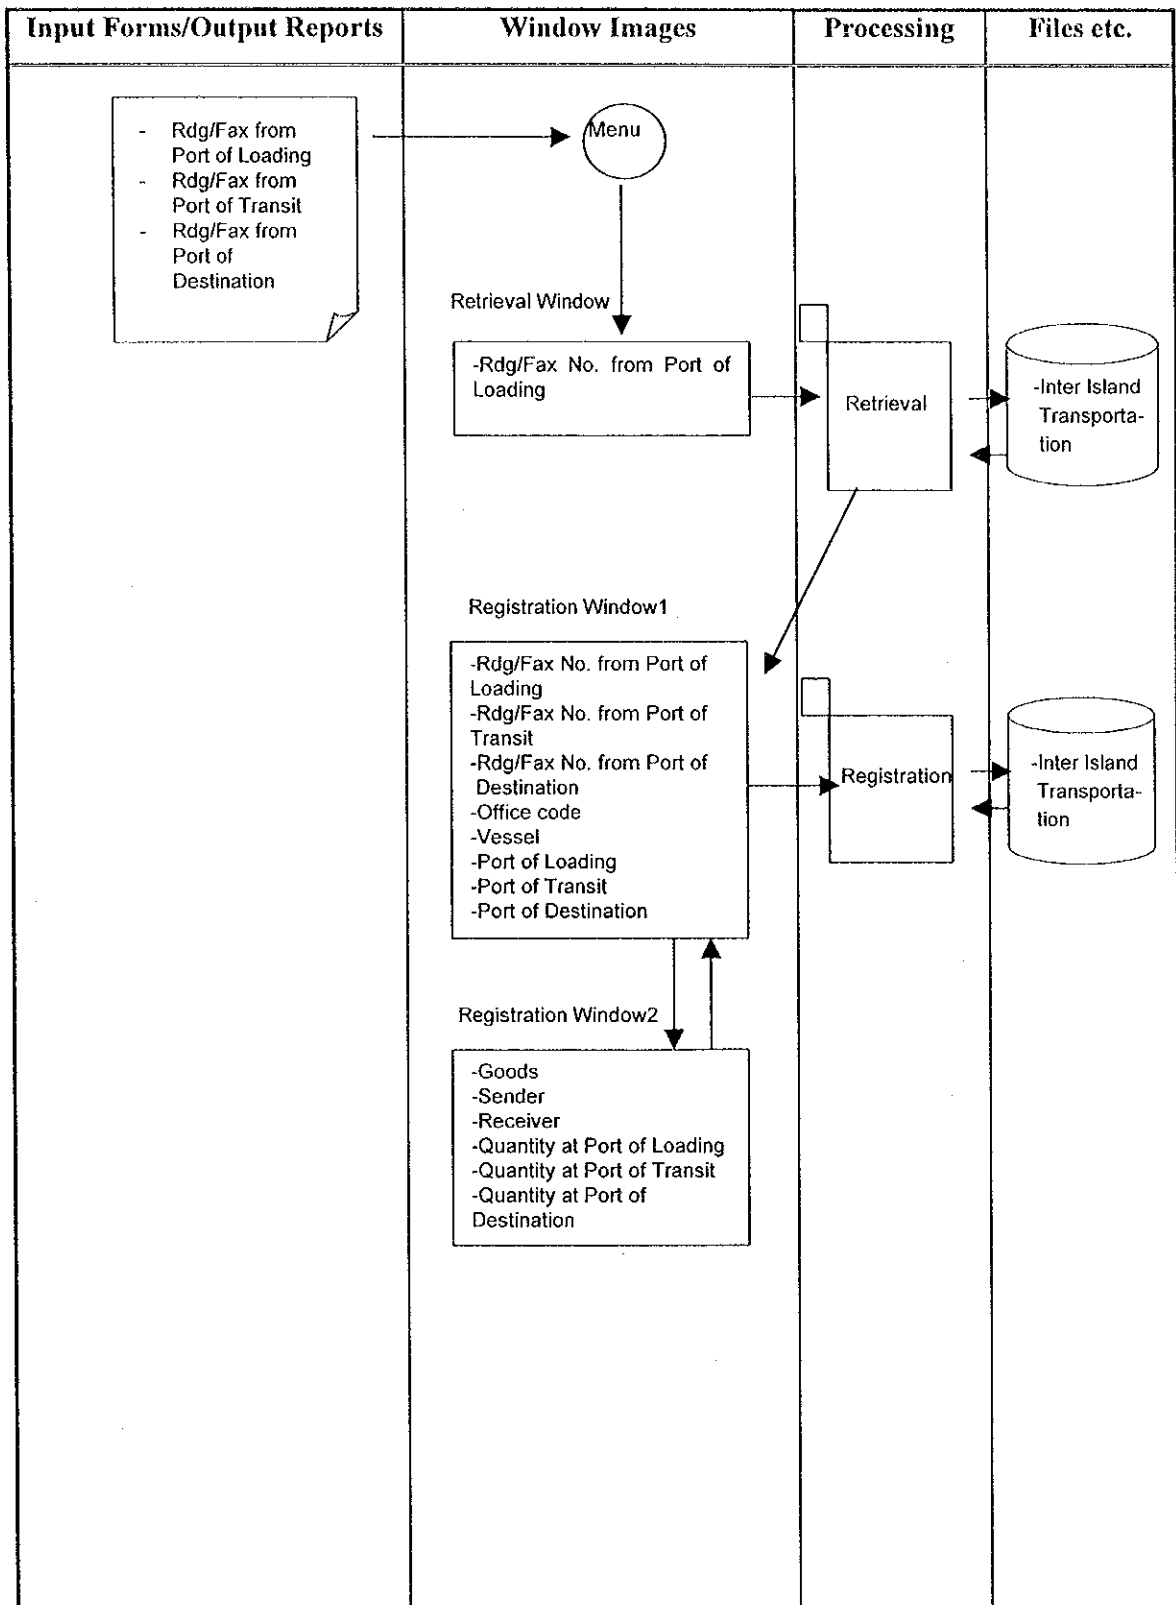 Input Forms/Output Reports
Window Images
Processing
Files etc.
- Rdg/Fax from
Port of Loading
- Rdg/Fax from
Port of Transit
- Rdg/Fax from
Port of
Destination
Menu
Retrieval Window
-Rdg/Fax No. from Port of
Loading
Retrieval
-Inter Island
Transporta-
tion
Registration Window1
-Rdg/Fax No. from Port of
Loading
-Rdg/Fax No. from Port of
Transit
-Rdg/Fax No. from Port of
Destination
-Office code
-Vessel
-Port of Loading
-Port of Transit
-Port of Destination
Registration
-Inter Island
Transporta-
tion
Registration Window2
-Goods
-Sender
-Receiver
-Quantity at Port of Loading
-Quantity at Port of Transit
-Quantity at Port of
Destination